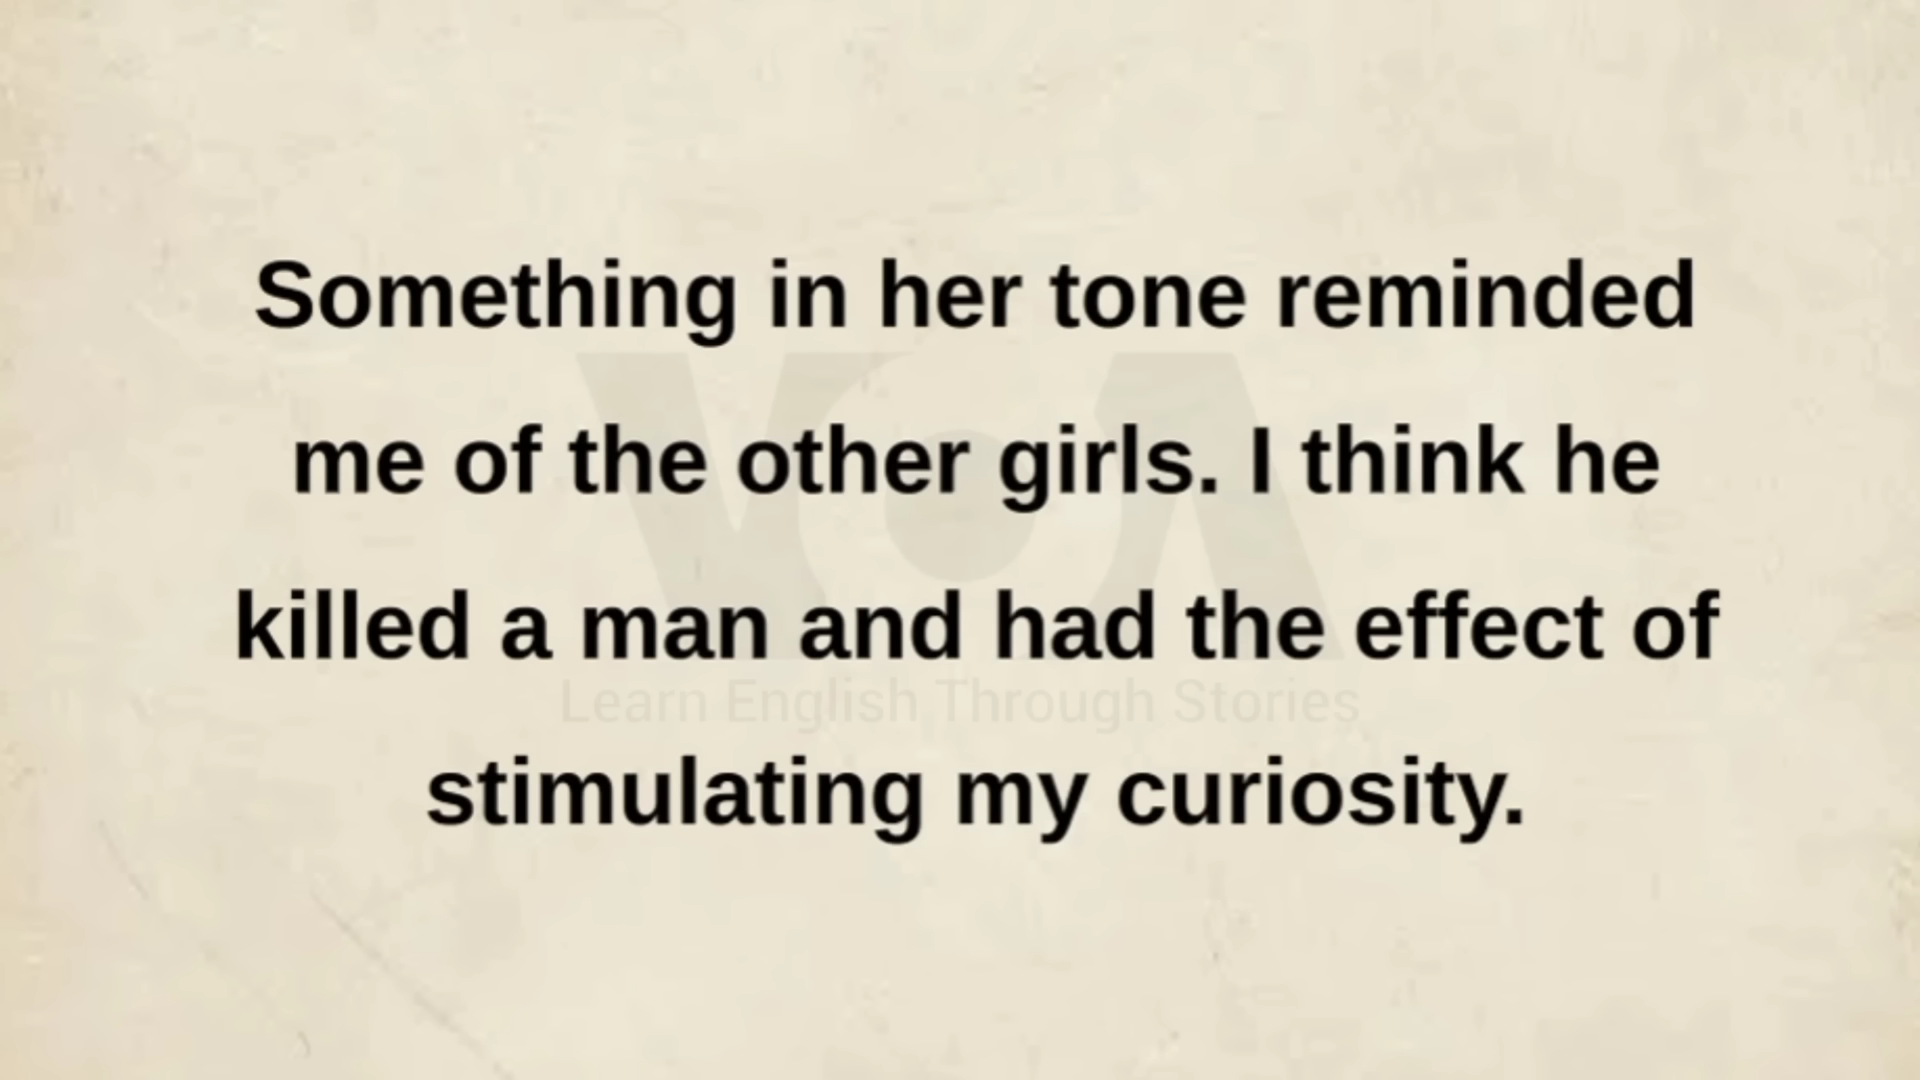 Something in her tone reminded
me of the other girls. I think he
VOA
killed a man and had the effect of
Learn English Through Stories
stimulating my curiosity.